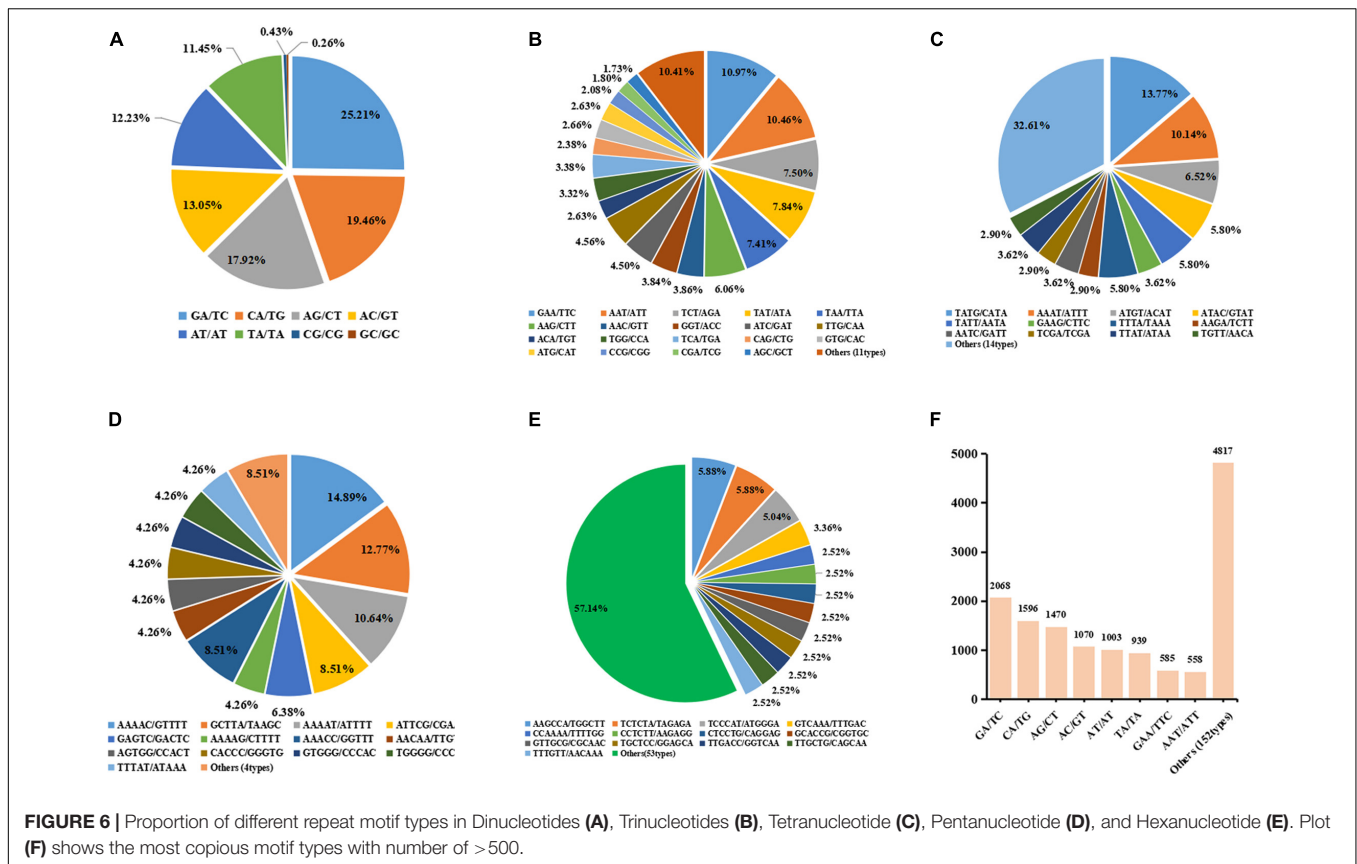 A
0.43%
0.26%
11.45%
25.21%
12.23%
13.05%
19.46%
17.92%
GA/TC CA/TG AG/CT AC/GT
AT/AT TA/TA CG/CG GC/GC
B
1.73%
10.41%
10.97%
1.80%
2.08%
2.63%
10.46%
2.66%
2.38%
7.50%
3.38%
3.32%
7.84%
2.63%
4.56%
7.41%
4.50%
6.06%
3.84%
3.86%
GAA/TTC AAT/ATT TCT/AGA TAT/ATA TAA/TTA
AAG/CTT AAC/GTT GGT/ACC ATC/GAT TTG/CAA
ACA/TGT TGG/CCA TCA/TGA CAG/CTG GTG/CAC
ATG/CAT CCG/CGG CGA/TCG AGC/GCT Others (11types)
C
13.77%
32.61%
10.14%
6.52%
5.80%
2.90%
3.62%
5.80%
2.90%
3.62%
3.62%
2.90%
5.80%
TATG/CATA AAAT/ATTT ATGT/ACAT ATAC/GTAT
TATT/AATA GAAG/CTTC TTTA/TAAA AAGA/TCTT
AATC/GATT TCGA/TCGA TTAT/ATAA TGTT/AACA
Others (14types)
D
8.51%
4.26%
14.89%
4.26%
12.77%
4.26%
4.26%
4.26%
10.64%
4.26%
8.51%
8.51%
4.26%
6.38%
AAAAC/GTTTT GCTTA/TAAGC AAAAT/ATTTT ATTCG/CGA
GAGTC/GACTC AAAAG/CTTTT AAACC/GGTTT AACAA/TTG
AGTGG/CCACT CACCC/GGGTG GTGGG/CCCAC TGGGG/CCC
TTTAT/ATAAA Others (4types)
E
5.88%
5.88%
5.04%
3.36%
2.52%
2.52%
2.52%
57.14%
2.52%
2.52%
2.52%
2.52%
2.52%
2.52%
AAGCCA/TGGCTT TCTCTA/TAGAGA TCCCAT/ATGGGA GTCAAA/TTTGAC
CCAAAA/TTTTGG CCTCTT/AAGAGG CTCCTG/CAGGAG GCACCG/CGGTGC
GTTGCG/CGCAAC TGCTCC/GGAGCA TTGACC/GGTCAA TTGCTG/CAGCAA
TTTGTT/AACAAA Others(53types)
F
5000
4000
3000
2000
1000
0
2068
1596
1470
1070
1003
939
585
558
4817
GA/TC
CA/TG
AG/CT
AC/GT
AT/AT
TA/TA
GAA/TTC
AAT/ATT
Others (152types)
FIGURE 6 | Proportion of different repeat motif types in Dinucleotides (A), Trinucleotides (B), Tetranucleotide (C), Pentanucleotide (D), and Hexanucleotide (E). Plot
(F) shows the most copious motif types with number of >500.